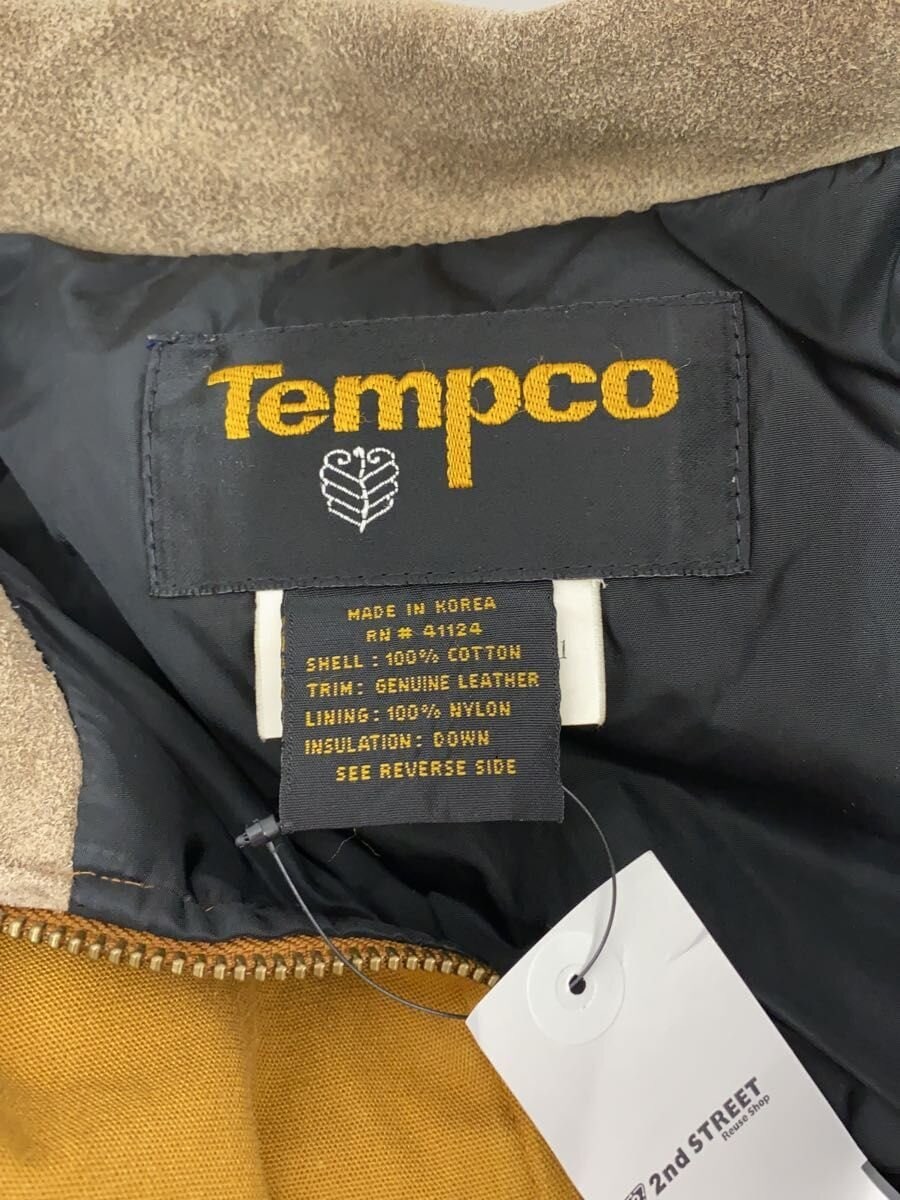 Tempco
MADE IN KOREA
RN # 41124
SHELL : 100% COTTON
TRIM : GENUINE LEATHER
LINING : 100% NYLON
INSULATION : DOWN
SEE REVERSE SIDE
2nd STREET
Reuse Shop